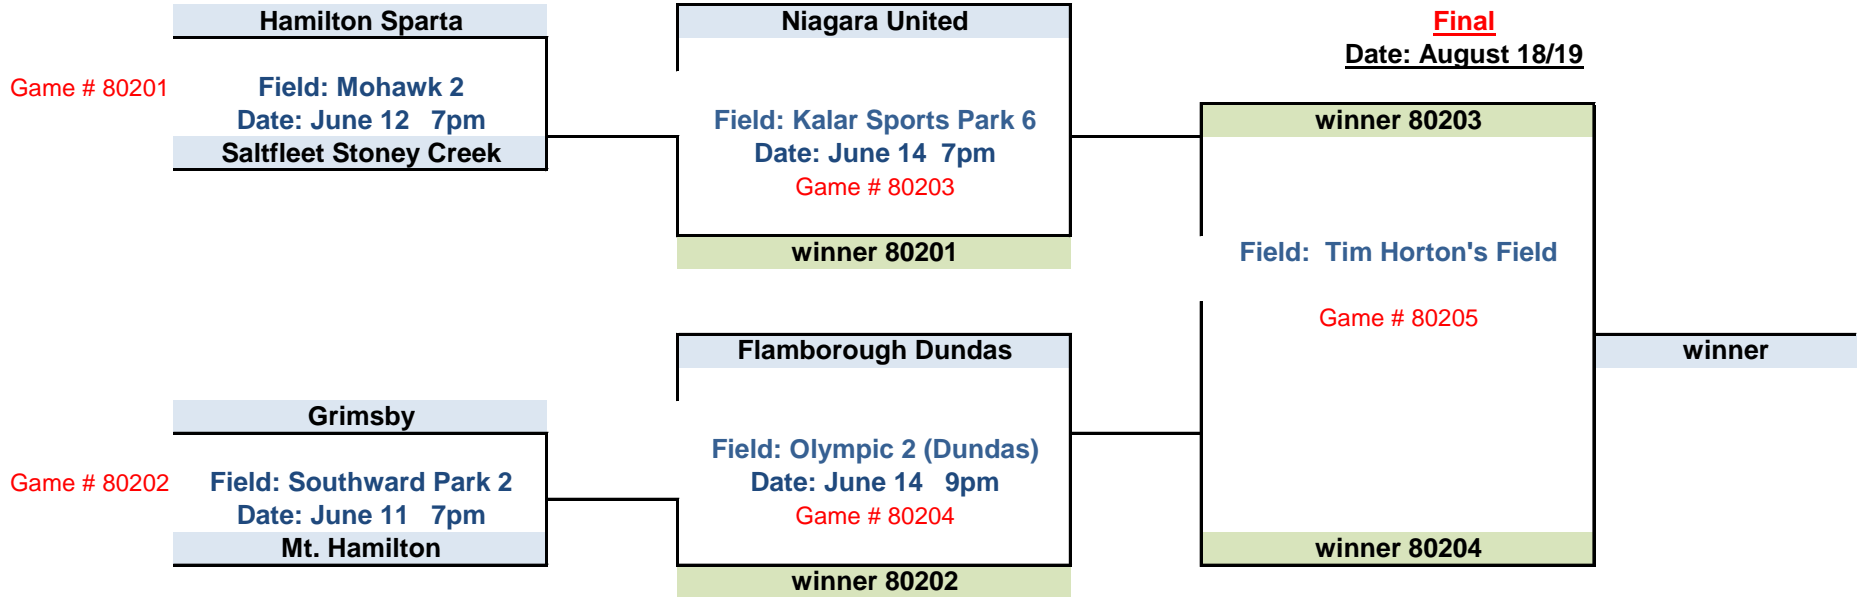 Hamilton Sparta
Game # 80201
Field: Mohawk 2
Date: June 12 7pm
Saltfleet Stoney Creek
Niagara United
Field: Kalar Sports Park 6
Date: June 14 7pm
Game # 80203
winner 80201
Final
Date: August 18/19
winner 80203
Field: Tim Horton's Field
Game # 80205
winner 80204
winner
Flamborough Dundas
Field: Olympic 2 (Dundas)
Date: June 14 9pm
Game # 80204
winner 80202
Grimsby
Game # 80202
Field: Southward Park 2
Date: June 11 7pm
Mt. Hamilton